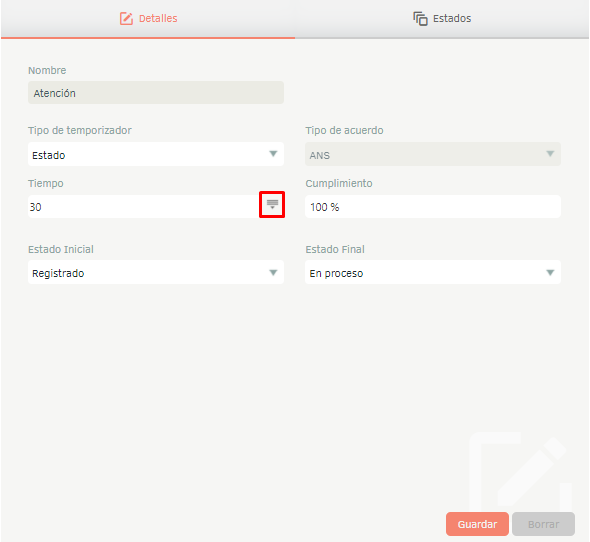 Detalles
Estados
Nombre
Atención
Tipo de temporizador
Tipo de acuerdo
Estado
ANS
Tiempo
Cumplimiento
30
100 %
Estado Inicial
Estado Final
Registrado
En proceso
Guardar
Borrar